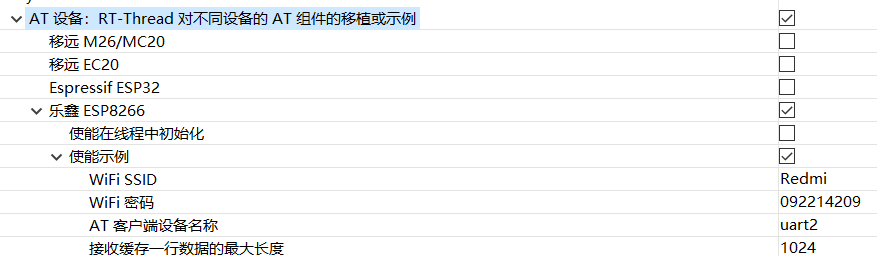 AT 设备：RT-Thread 对不同设备的 AT 组件的移植或示例
移远 M26/MC20
移远 EC20
Espressif ESP32
乐鑫 ESP8266
使能在线程中初始化
使能示例
WiFi SSID Redmi
WiFi 密码 092214209
AT 客户端设备名称 uart2
接收缓存一行数据的最大长度 1024